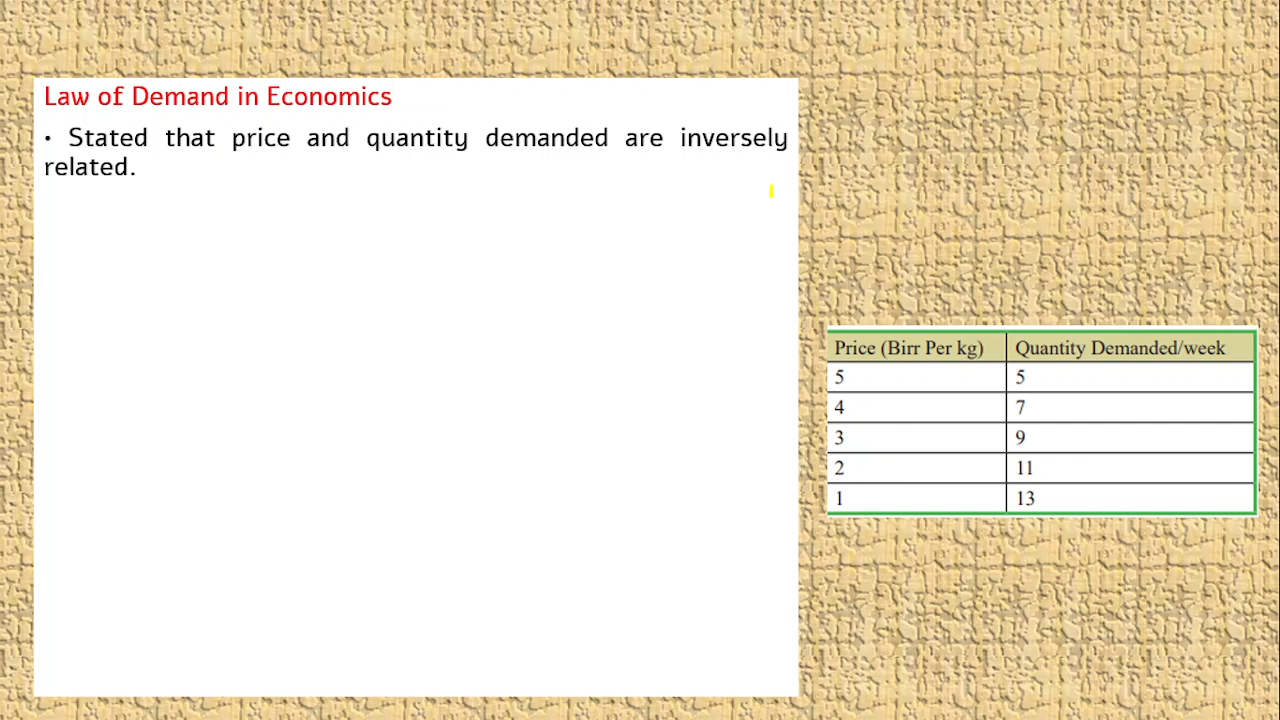 Law of Demand in Economics
• Stated that price and quantity demanded are inversely
related.
Price (Birr Per kg) Quantity Demanded/week
5 5
4 7
3 9
2 11
1 13